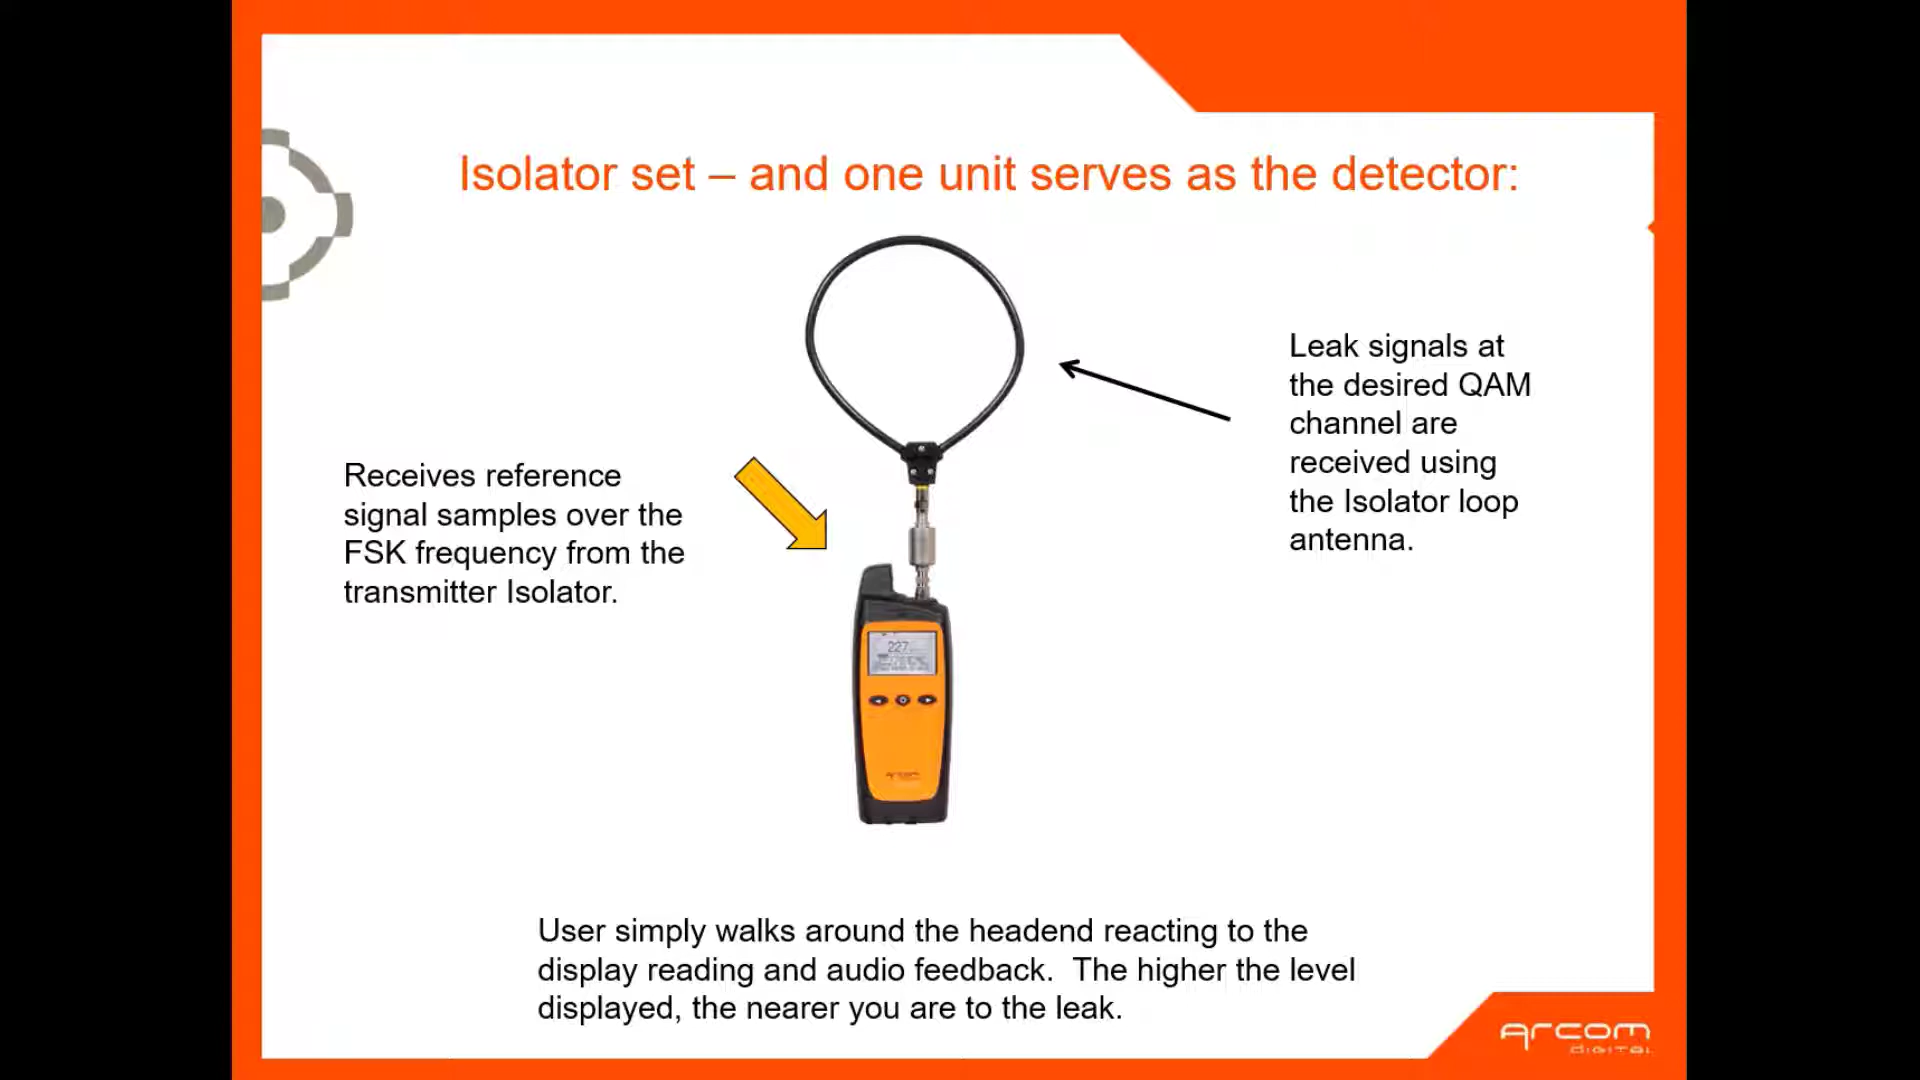 Isolator set – and one unit serves as the detector:
Leak signals at
the desired QAM
channel are
received using
the Isolator loop
antenna.
Receives reference
signal samples over the
FSK frequency from the
transmitter Isolator.
227
arcom
User simply walks around the headend reacting to the
display reading and audio feedback.  The higher the level
displayed, the nearer you are to the leak.
arcom
DIGITAL